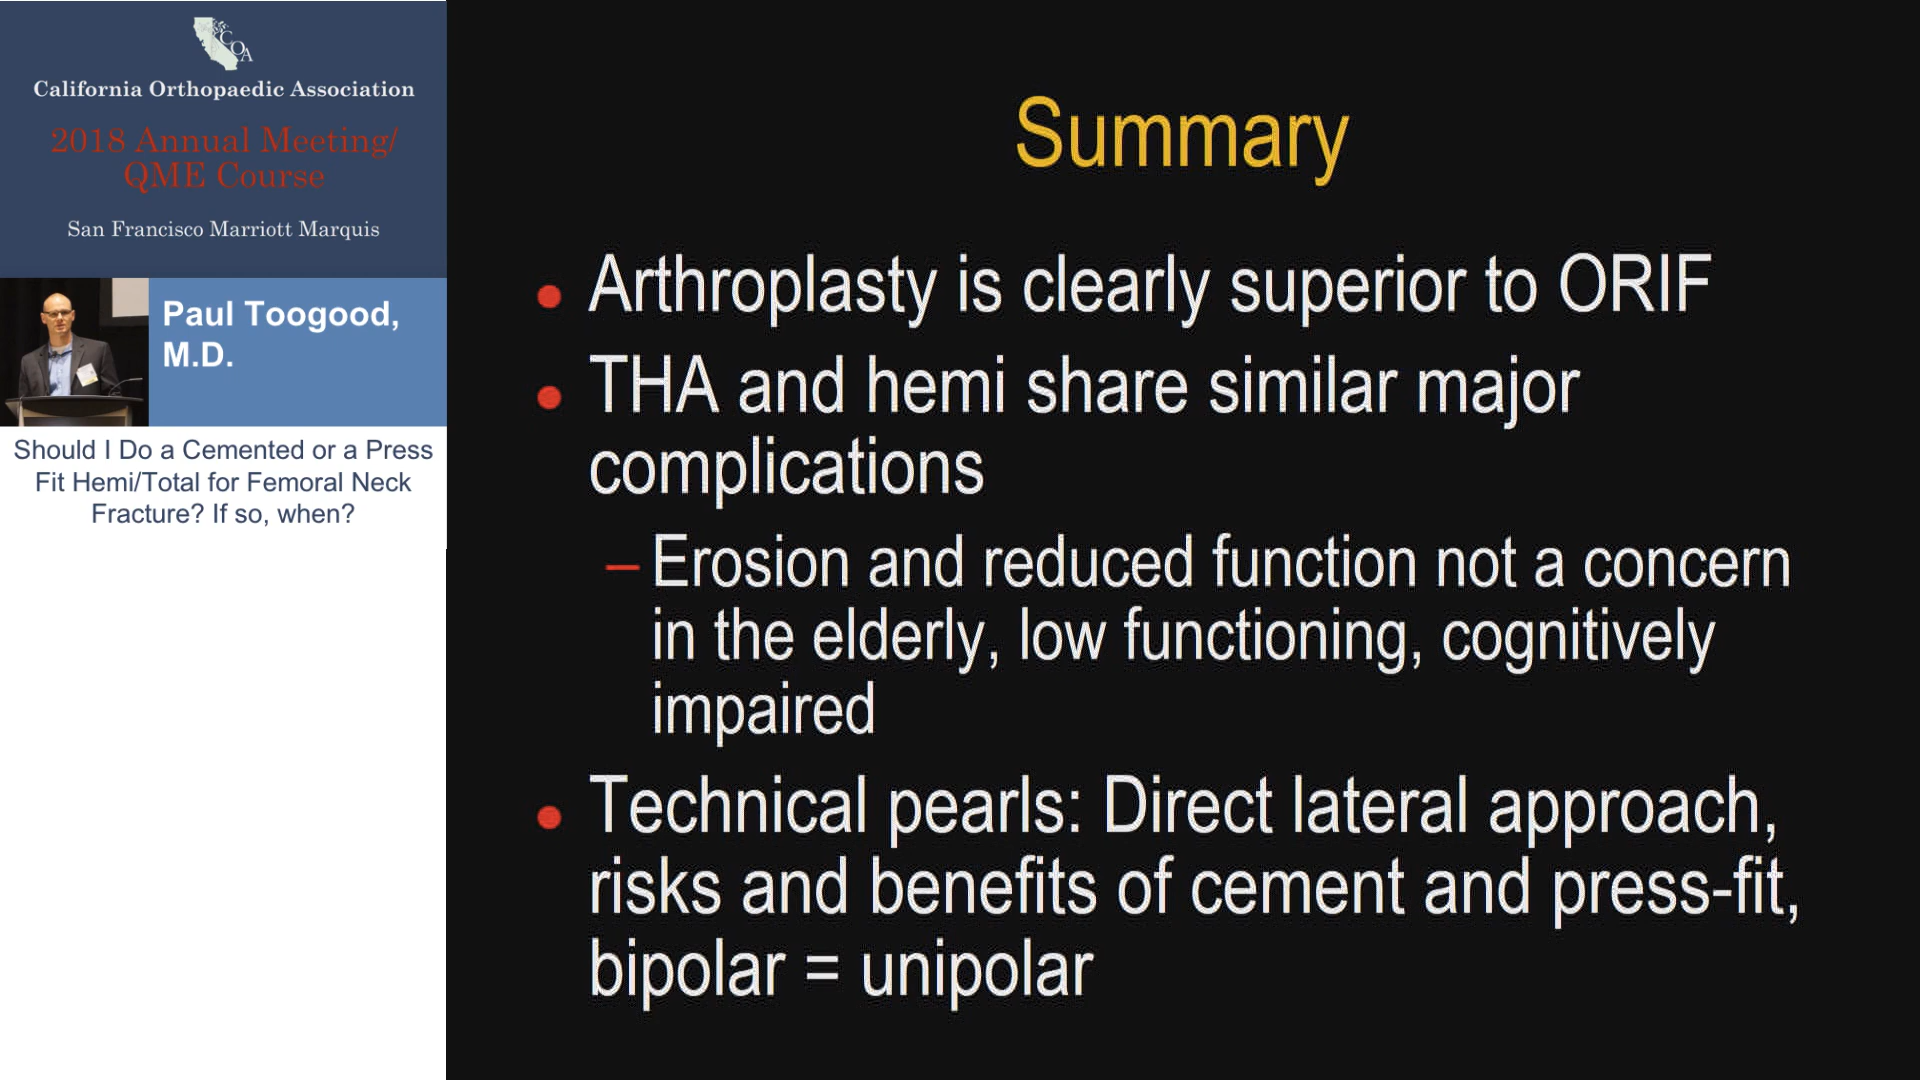 COA
California Orthopaedic Association
2018 Annual Meeting/
QME Course
San Francisco Marriott Marquis
Paul Toogood,
M.D.
Should I Do a Cemented or a Press
Fit Hemi/Total for Femoral Neck
Fracture? If so, when?
Summary
• Arthroplasty is clearly superior to ORIF
• THA and hemi share similar major
complications
– Erosion and reduced function not a concern
in the elderly, low functioning, cognitively
impaired
• Technical pearls: Direct lateral approach,
risks and benefits of cement and press-fit,
bipolar = unipolar